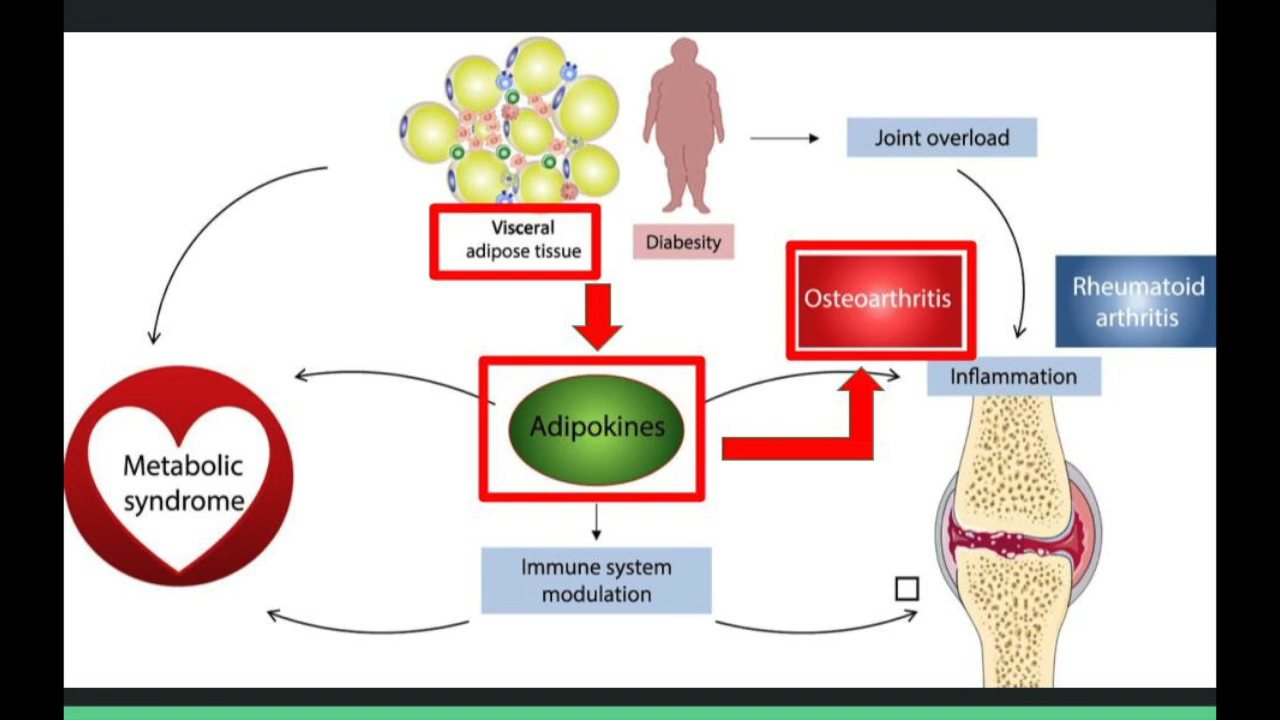 Joint overload
Visceral
adipose tissue
Diabesity
Osteoarthritis
Rheumatoid
arthritis
Inflammation
Adipokines
Metabolic
syndrome
Immune system
modulation